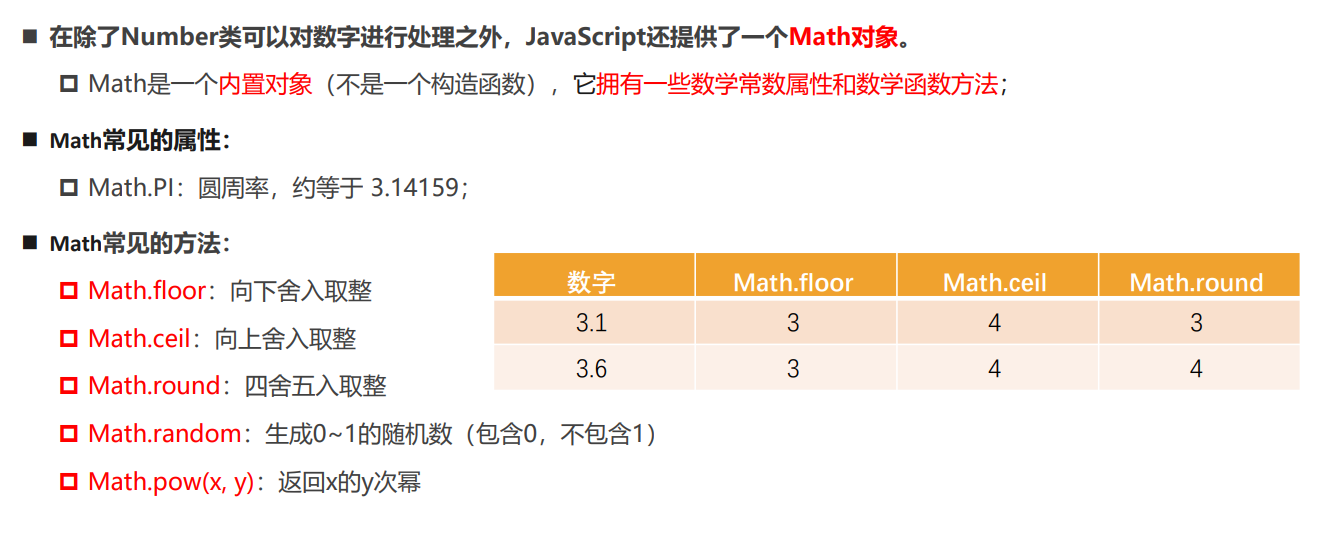 在除了Number类可以对数字进行处理之外，JavaScript还提供了一个Math对象。
Math是一个内置对象（不是一个构造函数），它拥有一些数学常数属性和数学函数方法；
Math常见的属性：
Math.PI：圆周率，约等于 3.14159；
Math常见的方法：
Math.floor：向下舍入取整
Math.ceil：向上舍入取整
Math.round：四舍五入取整
Math.random：生成0~1的随机数（包含0，不包含1）
Math.pow(x, y)：返回x的y次幂
数字 Math.floor Math.ceil Math.round
3.1 3 4 3
3.6 3 4 4